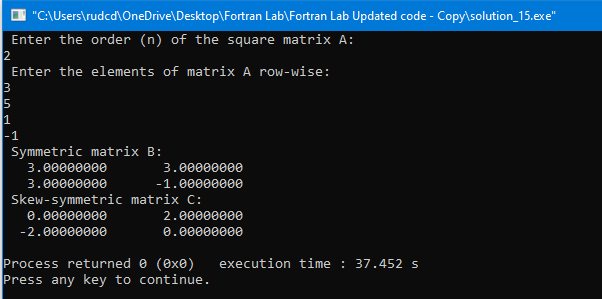 "C:\Users\rudcd\OneDrive\Desktop\Fortran Lab\Fortran Lab Updated code - Copy\solution_15.exe"
Enter the order (n) of the square matrix A:
2
Enter the elements of matrix A row-wise:
3
5
1
-1
Symmetric matrix B:
3.00000000       3.00000000
3.00000000      -1.00000000
Skew-symmetric matrix C:
0.00000000       2.00000000
-2.00000000       0.00000000
Process returned 0 (0x0)   execution time : 37.452 s
Press any key to continue.